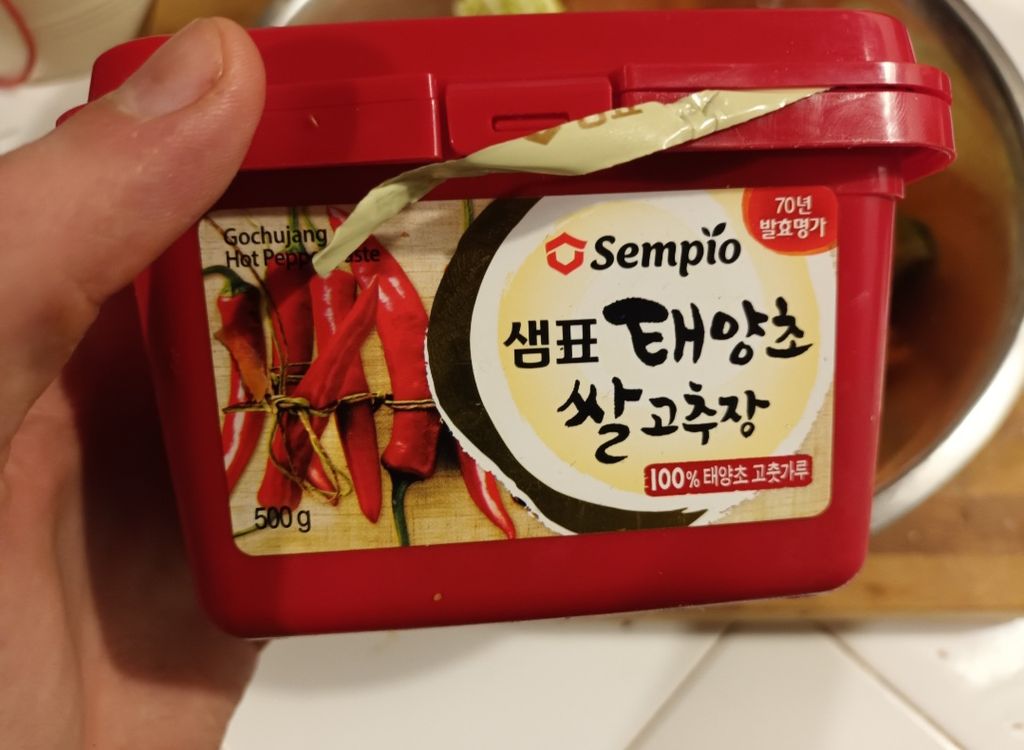 Gochujang
Hot Pepper Paste
70년
발효명가
Sempio
샘표 태양초
쌀고추장
100% 태양초 고춧가루
500 g